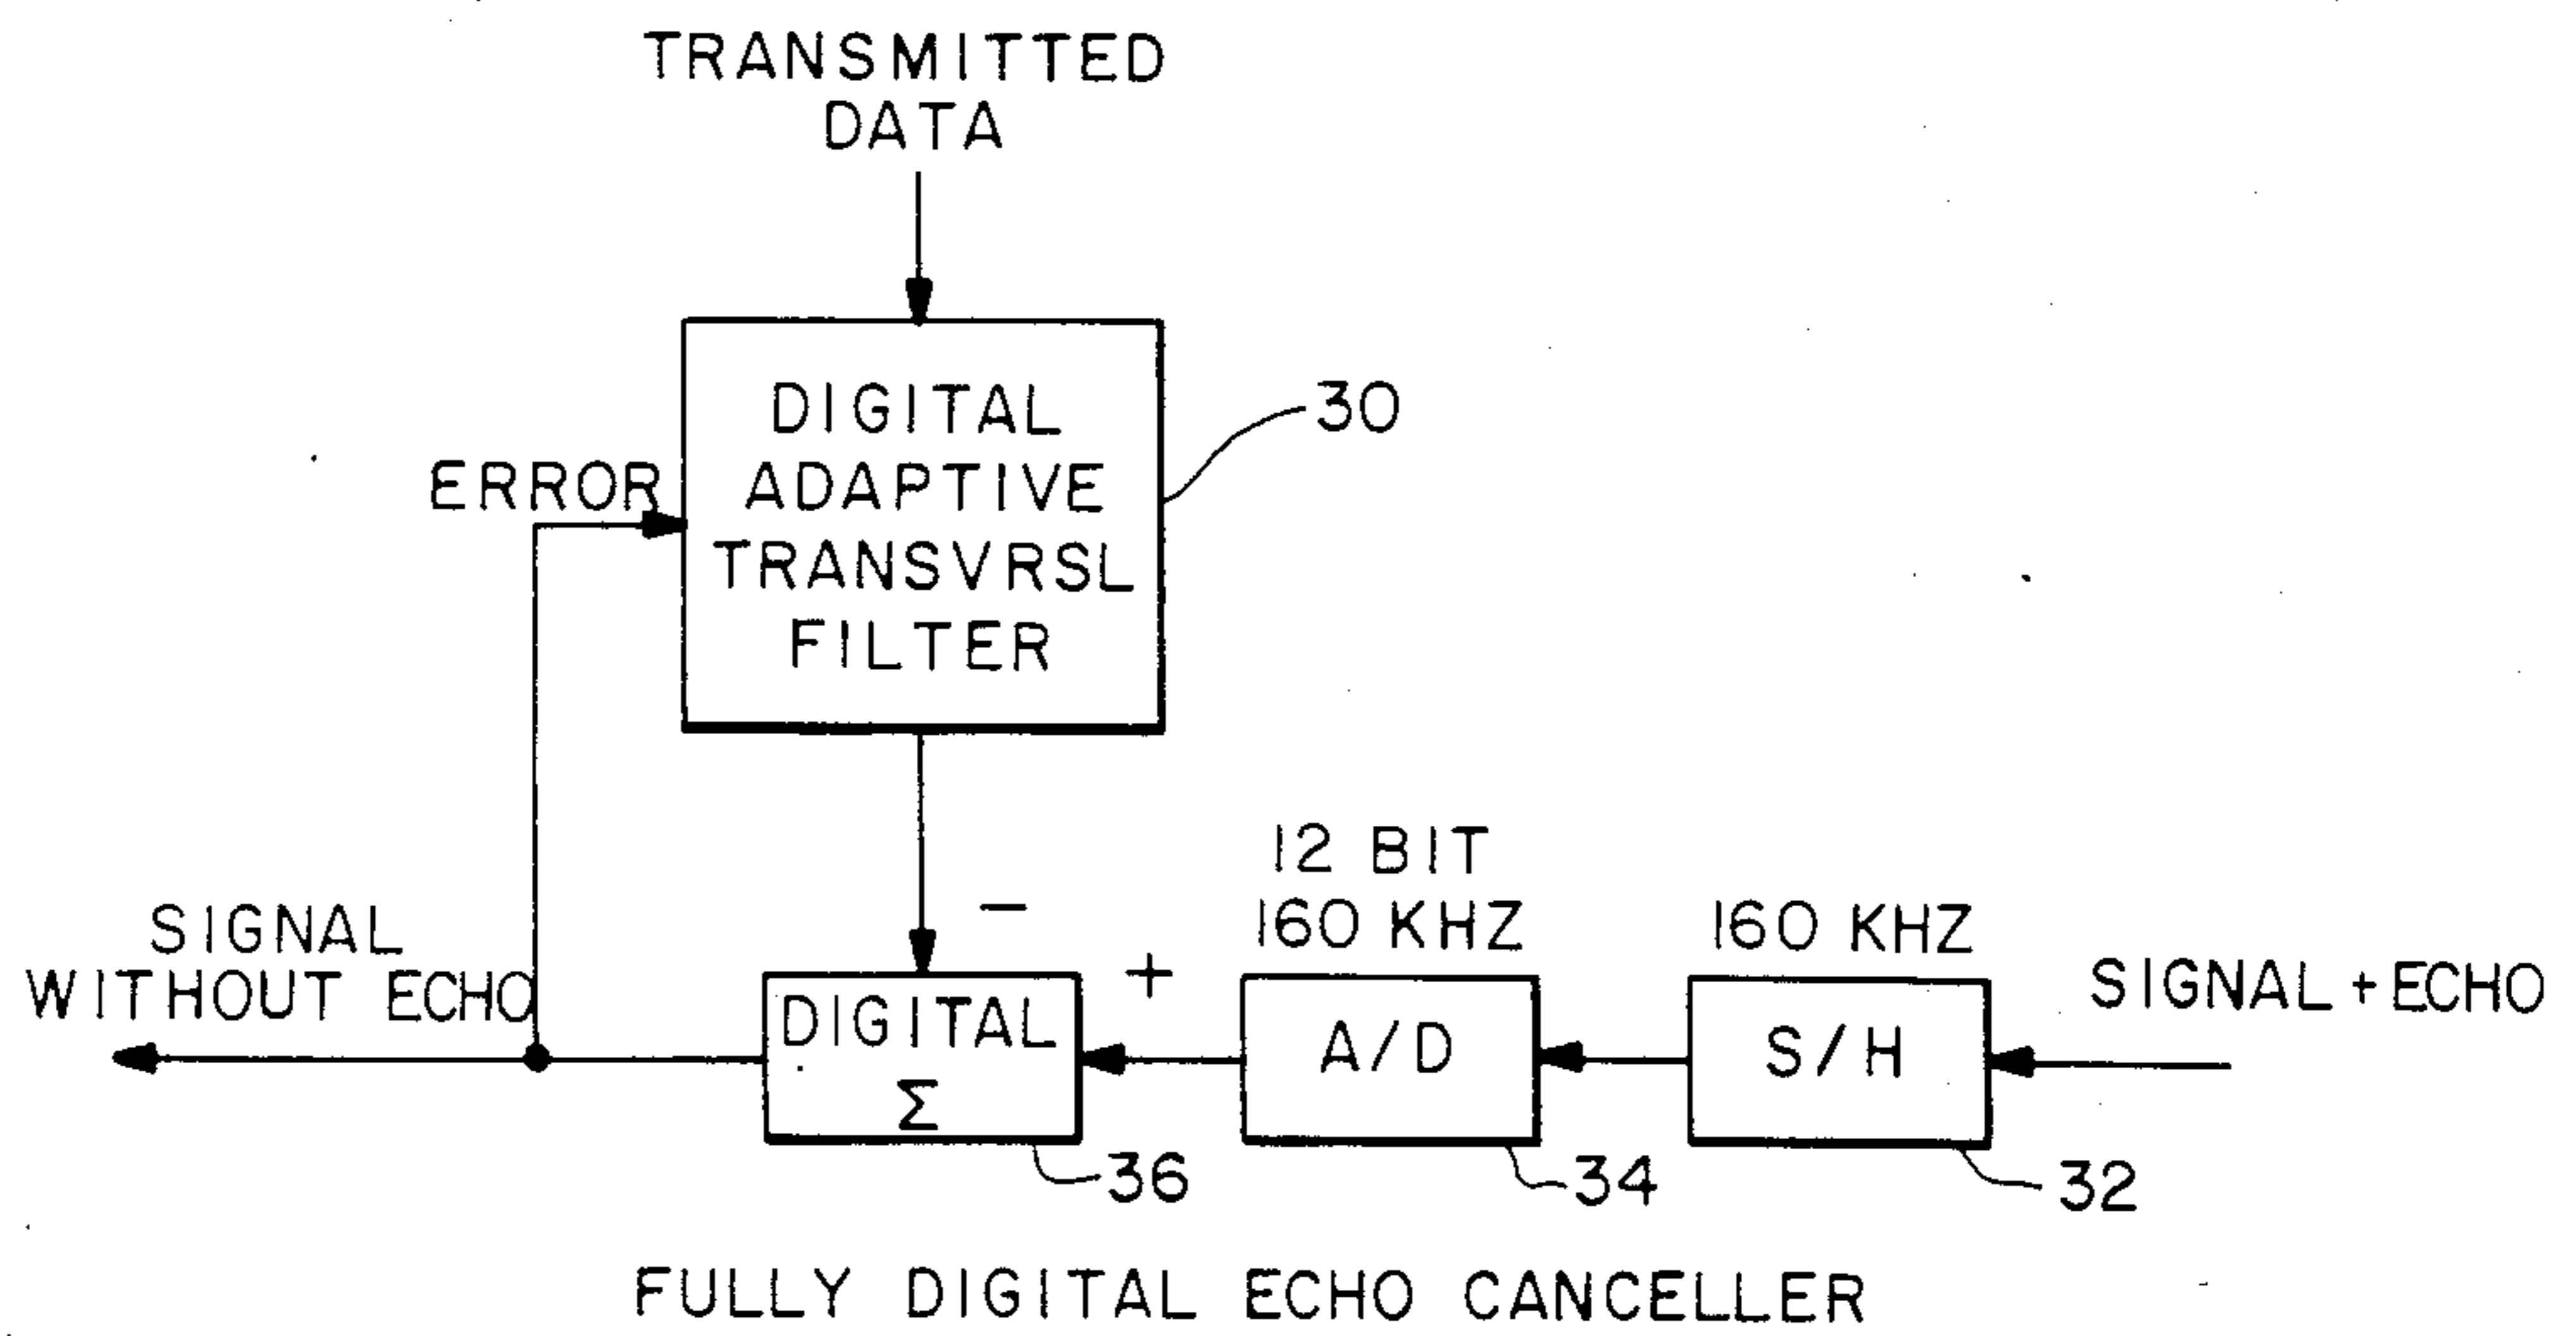 TRANSMITTED
DATA
DIGITAL
ADAPTIVE
TRANSVRSL
FILTER
30
ERROR
12 BIT
160 KHZ
160 KHZ
SIGNAL
WITHOUT ECHO
−
+
DIGITAL
Σ
A/D
S/H
SIGNAL + ECHO
36
34
32
FULLY DIGITAL ECHO CANCELLER